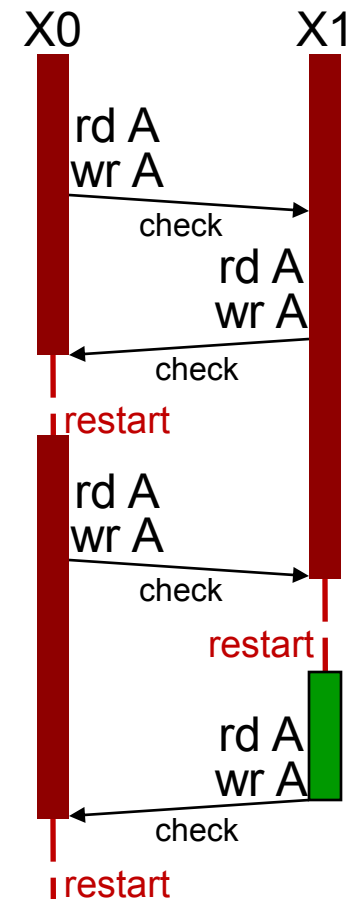 X0 X1
rd A
wr A
check
rd A
wr A
check
restart
rd A
wr A
check
restart
rd A
wr A
check
restart